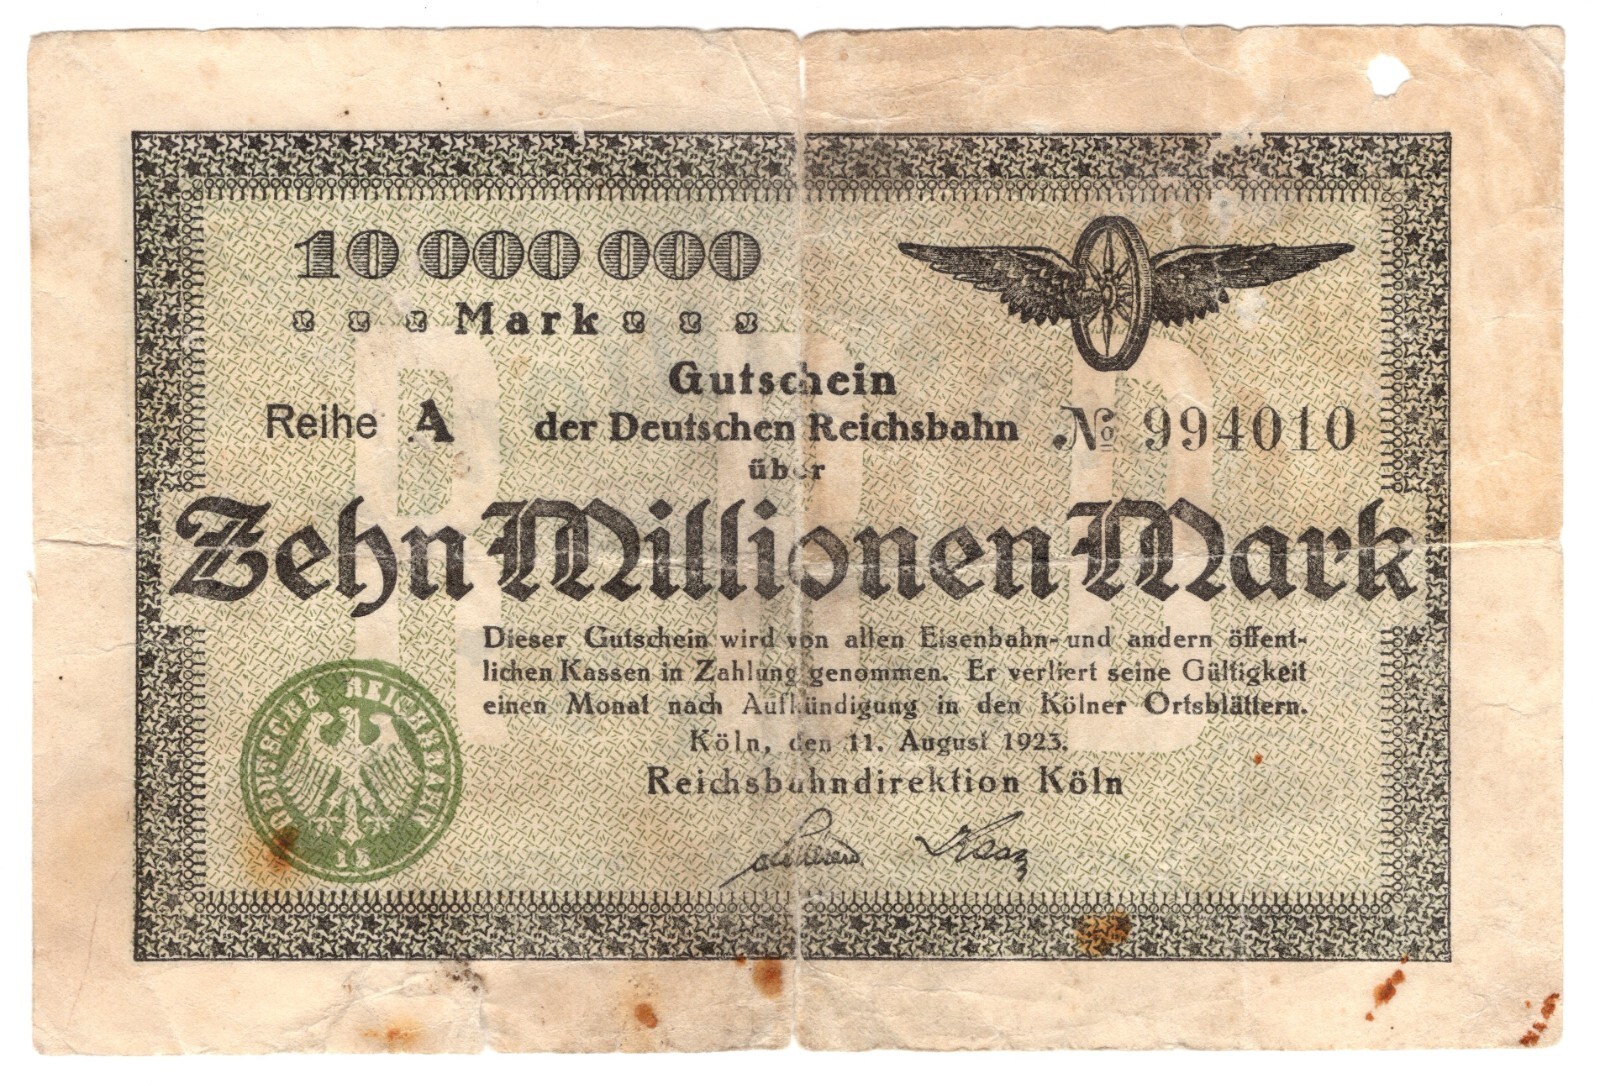 10 000 000
Mark
Gutschein
Reihe A
der Deutschen Reichsbahn
№ 994010
über
Zehn Millionen Mark
Dieser Gutschein wird von allen Eisenbahn- und andern öffent-
lichen Kassen in Zahlung genommen. Er verliert seine Gültigkeit
einen Monat nach Aufkündigung in den Kölner Ortsblättern.
Köln, den 11. August 1923.
Reichsbahndirektion Köln
DEUTSCHE REICHSBAHN